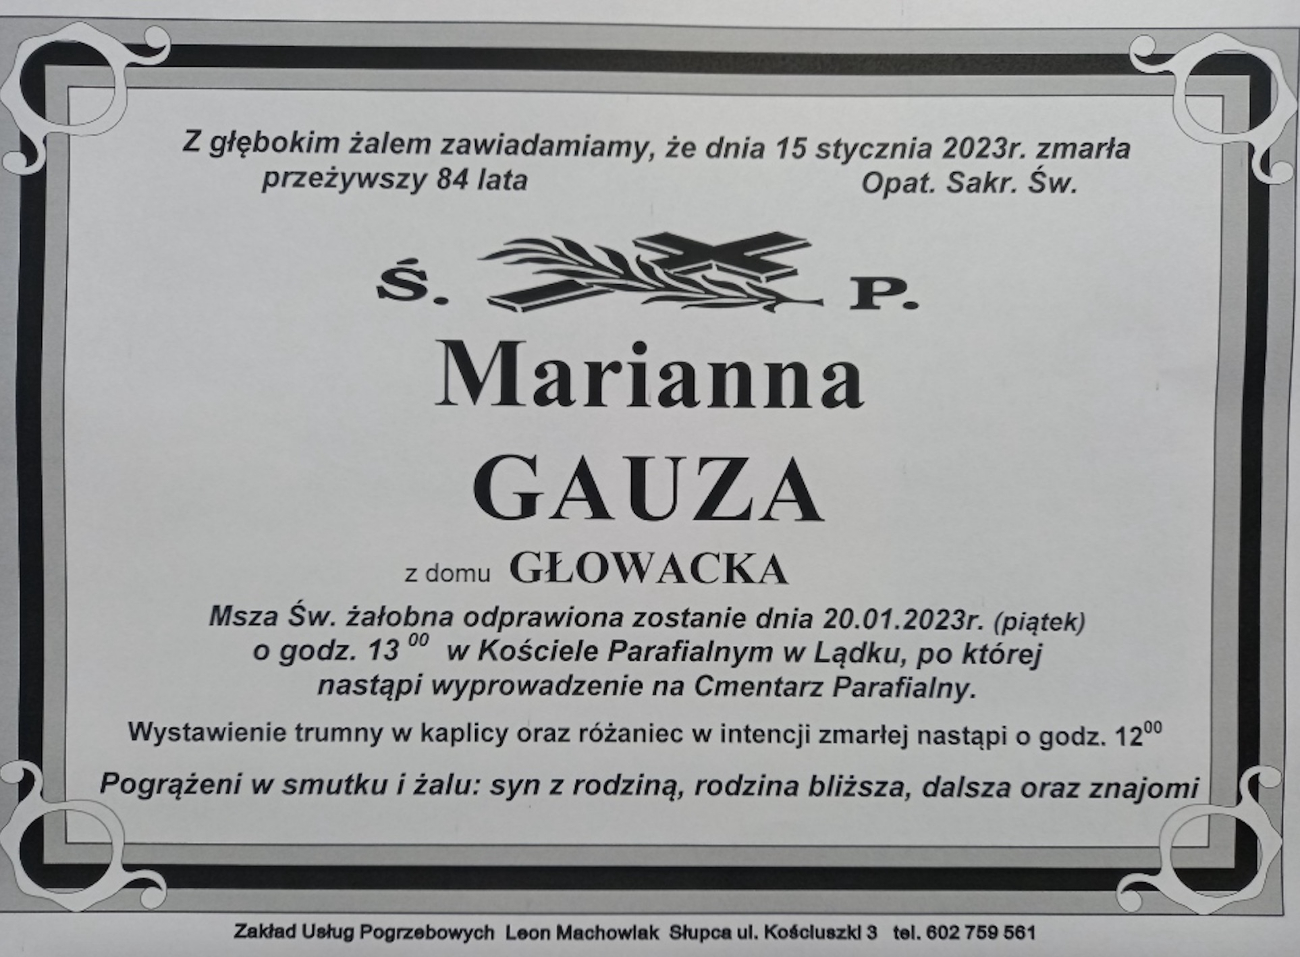 Z głębokim żalem zawiadamiamy, że dnia 15 stycznia 2023r. zmarła
przeżywszy 84 lata Opat. Sakr. Św.
Ś. P.
Marianna
GAUZA
z domu GŁOWACKA
Msza Św. żałobna odprawiona zostanie dnia 20.01.2023r. (piątek)
o godz. 13 00 w Kościele Parafialnym w Lądku, po której
nastąpi wyprowadzenie na Cmentarz Parafialny.
Wystawienie trumny w kaplicy oraz różaniec w intencji zmarłej nastąpi o godz. 12 00
Pogrążeni w smutku i żalu: syn z rodziną, rodzina bliższa, dalsza oraz znajomi
Zakład Usług Pogrzebowych Leon Machowiak Słupca ul. Kościuszki 3 tel. 602 759 561